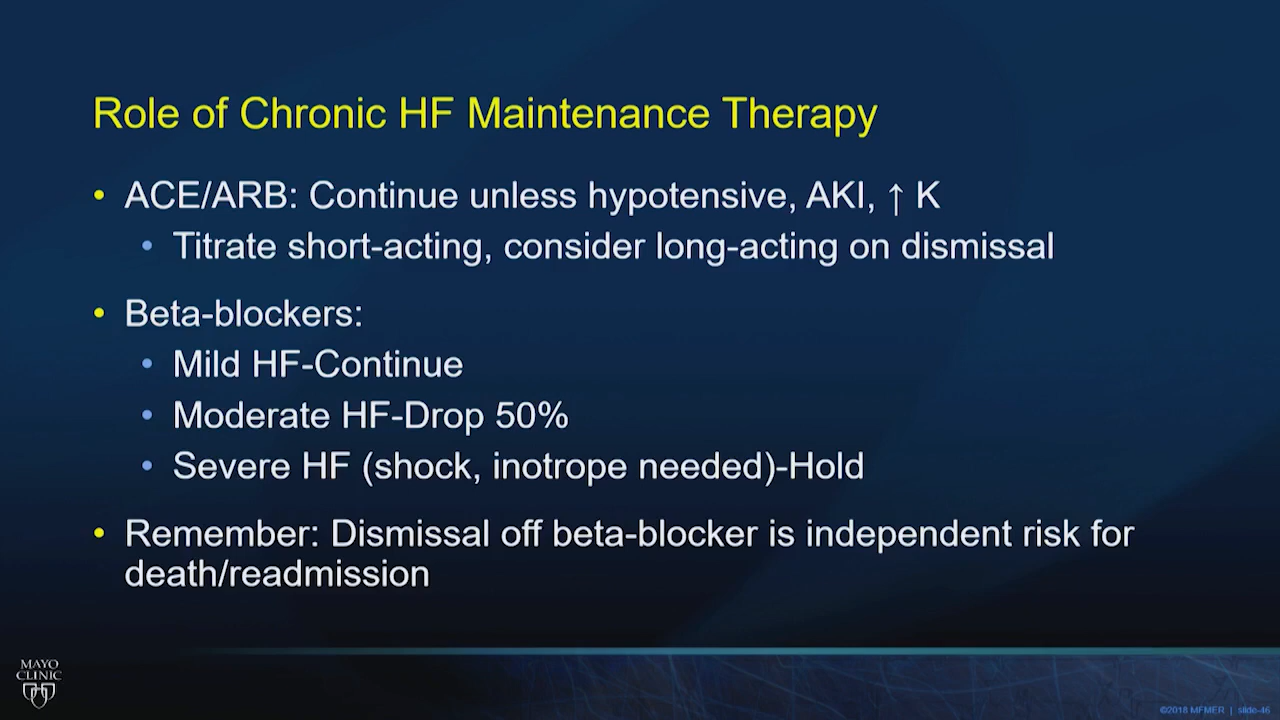 Role of Chronic HF Maintenance Therapy
• ACE/ARB: Continue unless hypotensive, AKI, ↑ K
• Titrate short-acting, consider long-acting on dismissal
• Beta-blockers:
• Mild HF-Continue
• Moderate HF-Drop 50%
• Severe HF (shock, inotrope needed)-Hold
• Remember: Dismissal off beta-blocker is independent risk for
death/readmission
MAYO
CLINIC
©2018 MFMER | slide-46